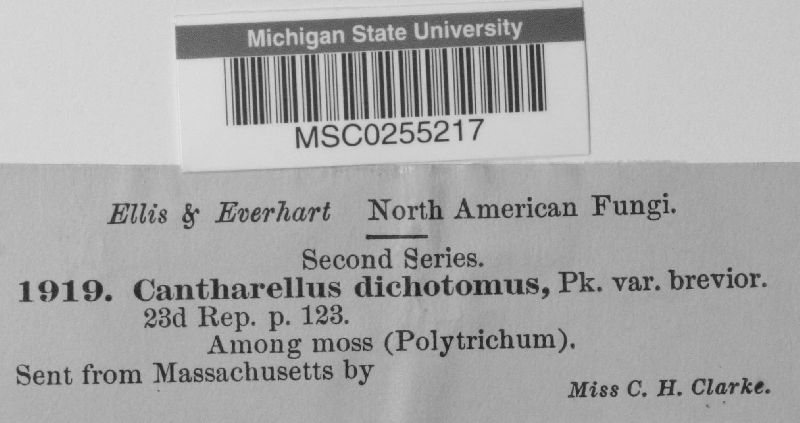 Michigan State University
MSC0255217
Ellis & Everhart North American Fungi.
Second Series.
1919. Cantharellus dichotomus, Pk. var. brevior.
23d Rep. p. 123.
Among moss (Polytrichum).
Sent from Massachusetts by
Miss C. H. Clarke.